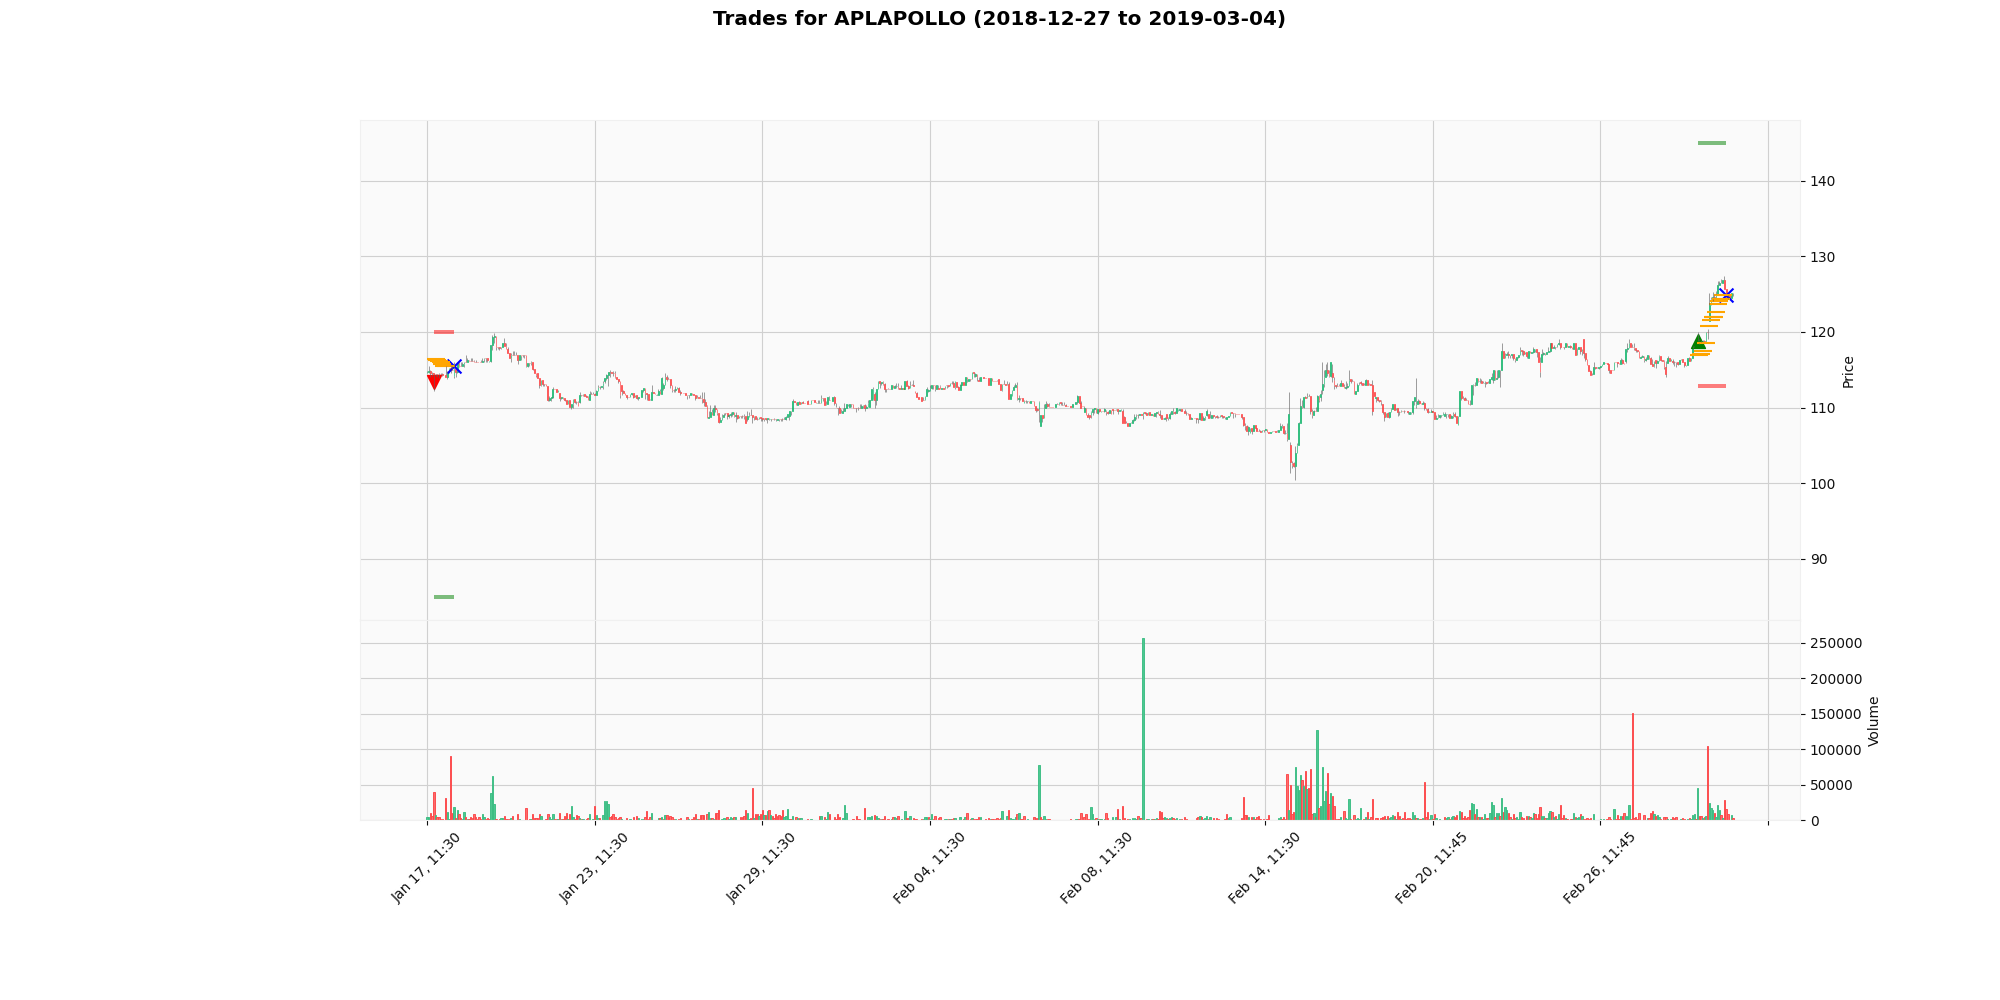 Trades for APLAPOLLO (2018-12-27 to 2019-03-04)
140
130
120
110
100
90
Price
250000
200000
150000
100000
50000
0
Volume
Jan 17, 11:30
Jan 23, 11:30
Jan 29, 11:30
Feb 04, 11:30
Feb 08, 11:30
Feb 14, 11:30
Feb 20, 11:45
Feb 26, 11:45